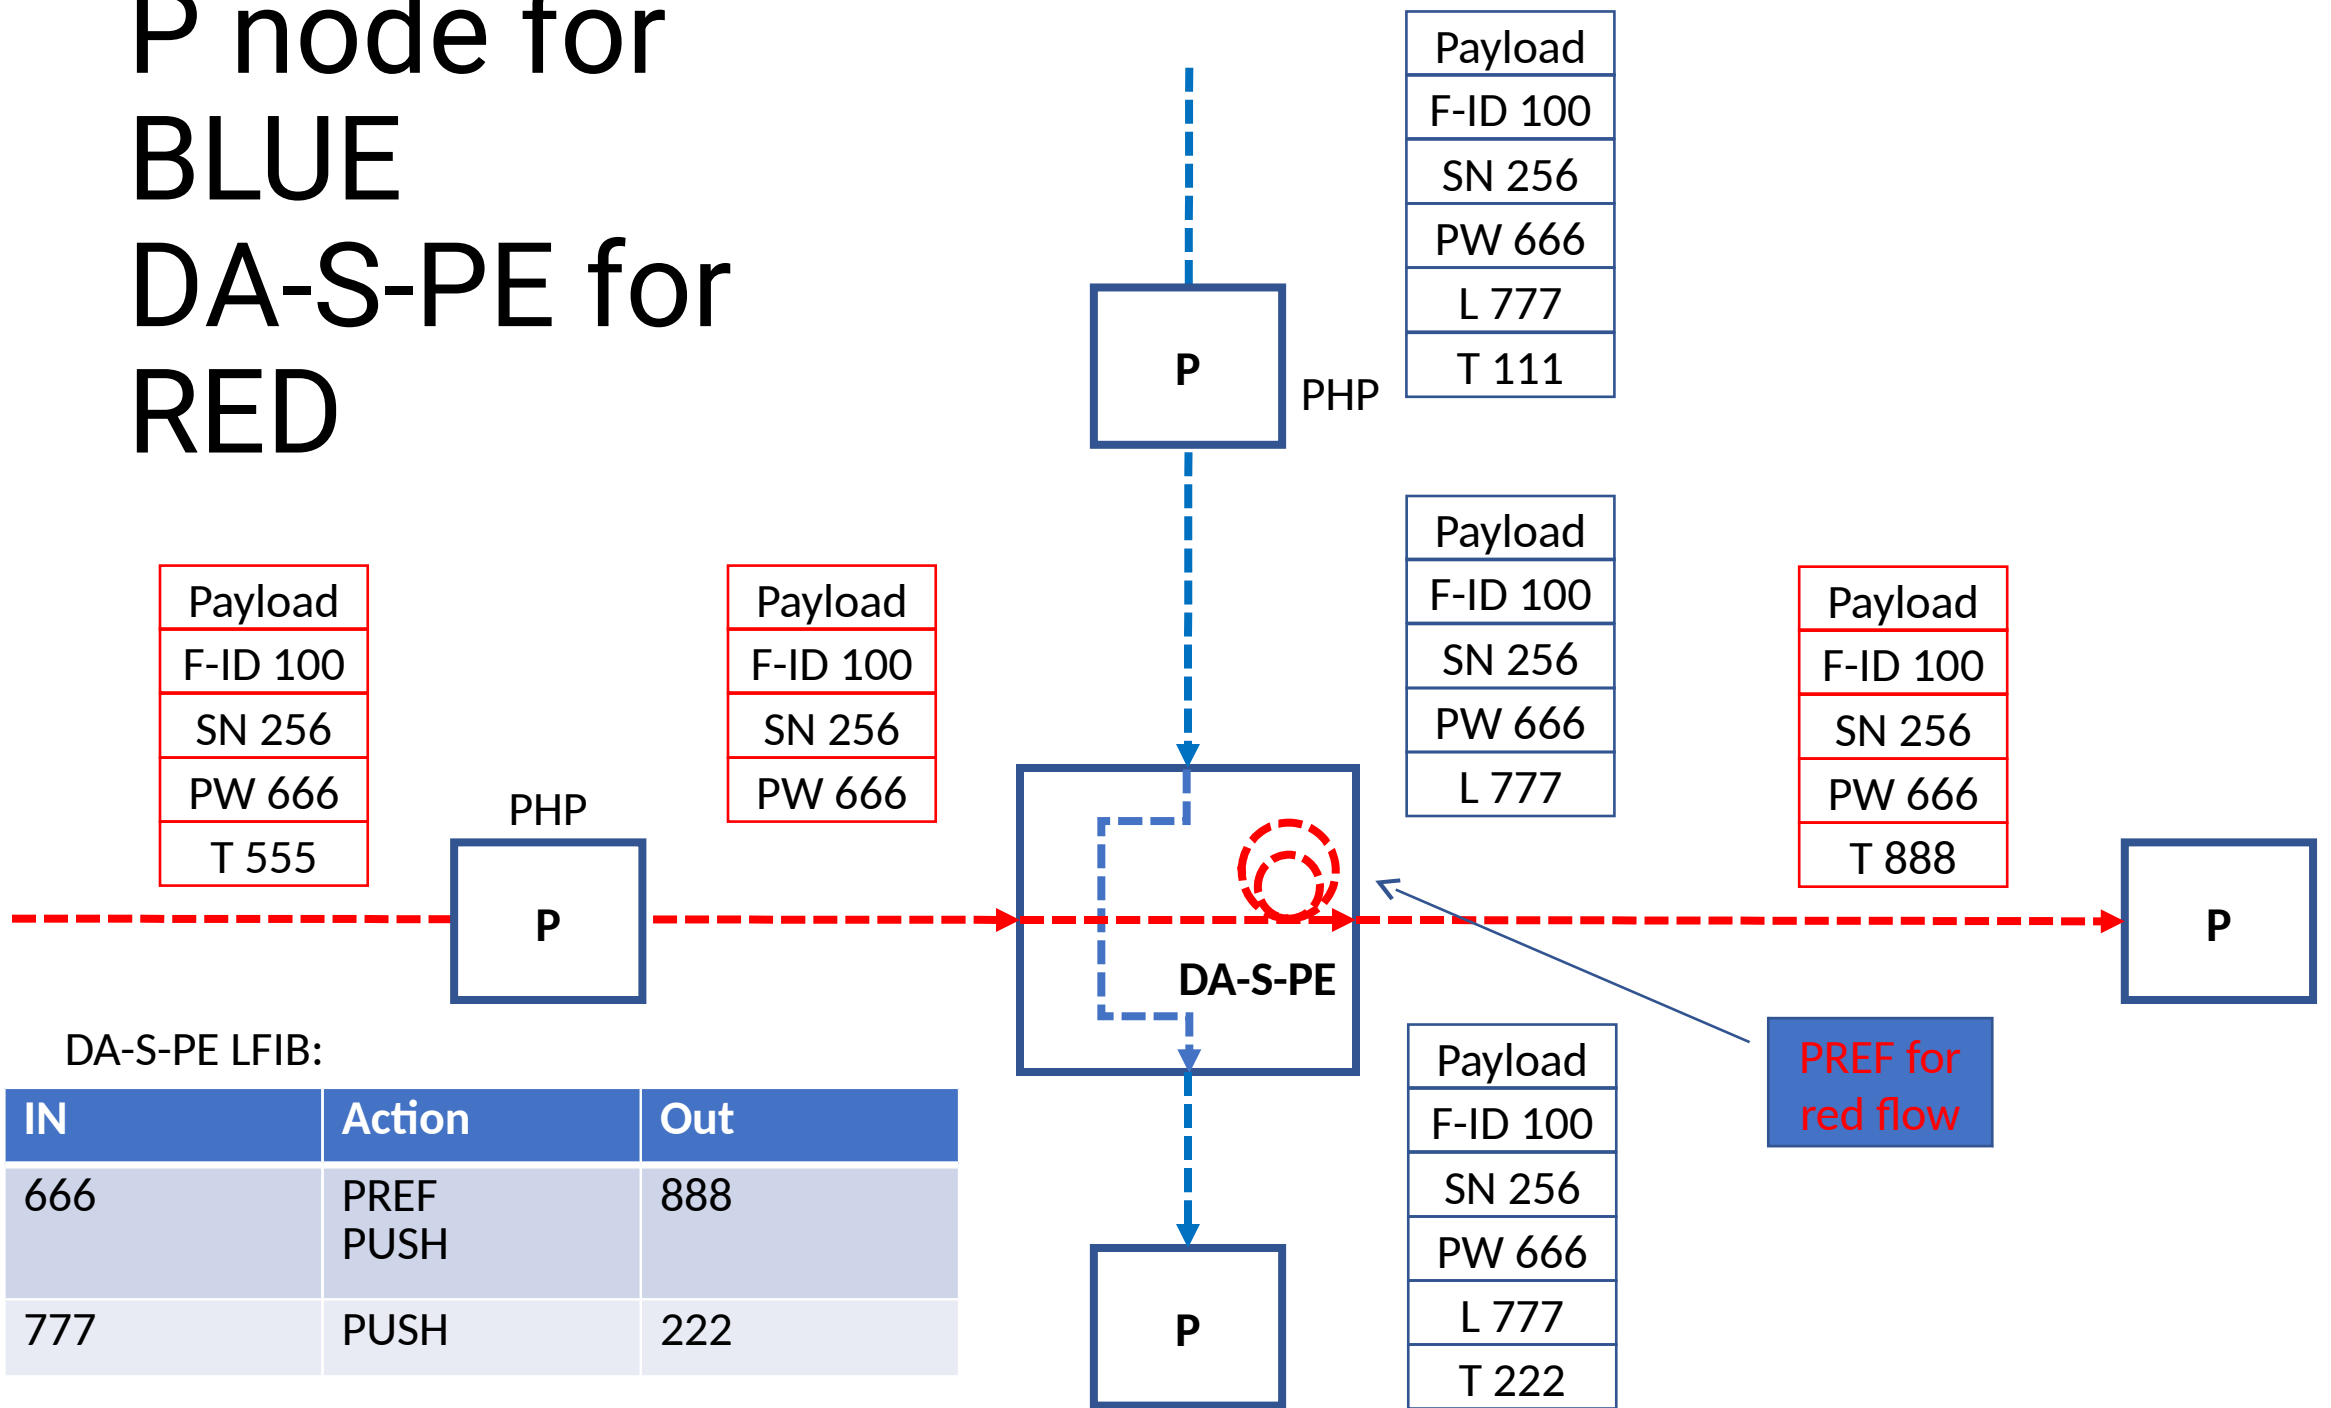 P node for
BLUE
DA-S-PE for
RED
Payload
F-ID 100
SN 256
PW 666
L 777
T 111
P
PHP
Payload
F-ID 100
SN 256
PW 666
L 777
Payload
F-ID 100
SN 256
PW 666
T 555
PHP
P
Payload
F-ID 100
SN 256
PW 666
DA-S-PE
Payload
F-ID 100
SN 256
PW 666
T 888
P
PREF for
red flow
DA-S-PE LFIB:
IN Action Out
666 PREF 888
PUSH
777 PUSH 222
P
Payload
F-ID 100
SN 256
PW 666
L 777
T 222